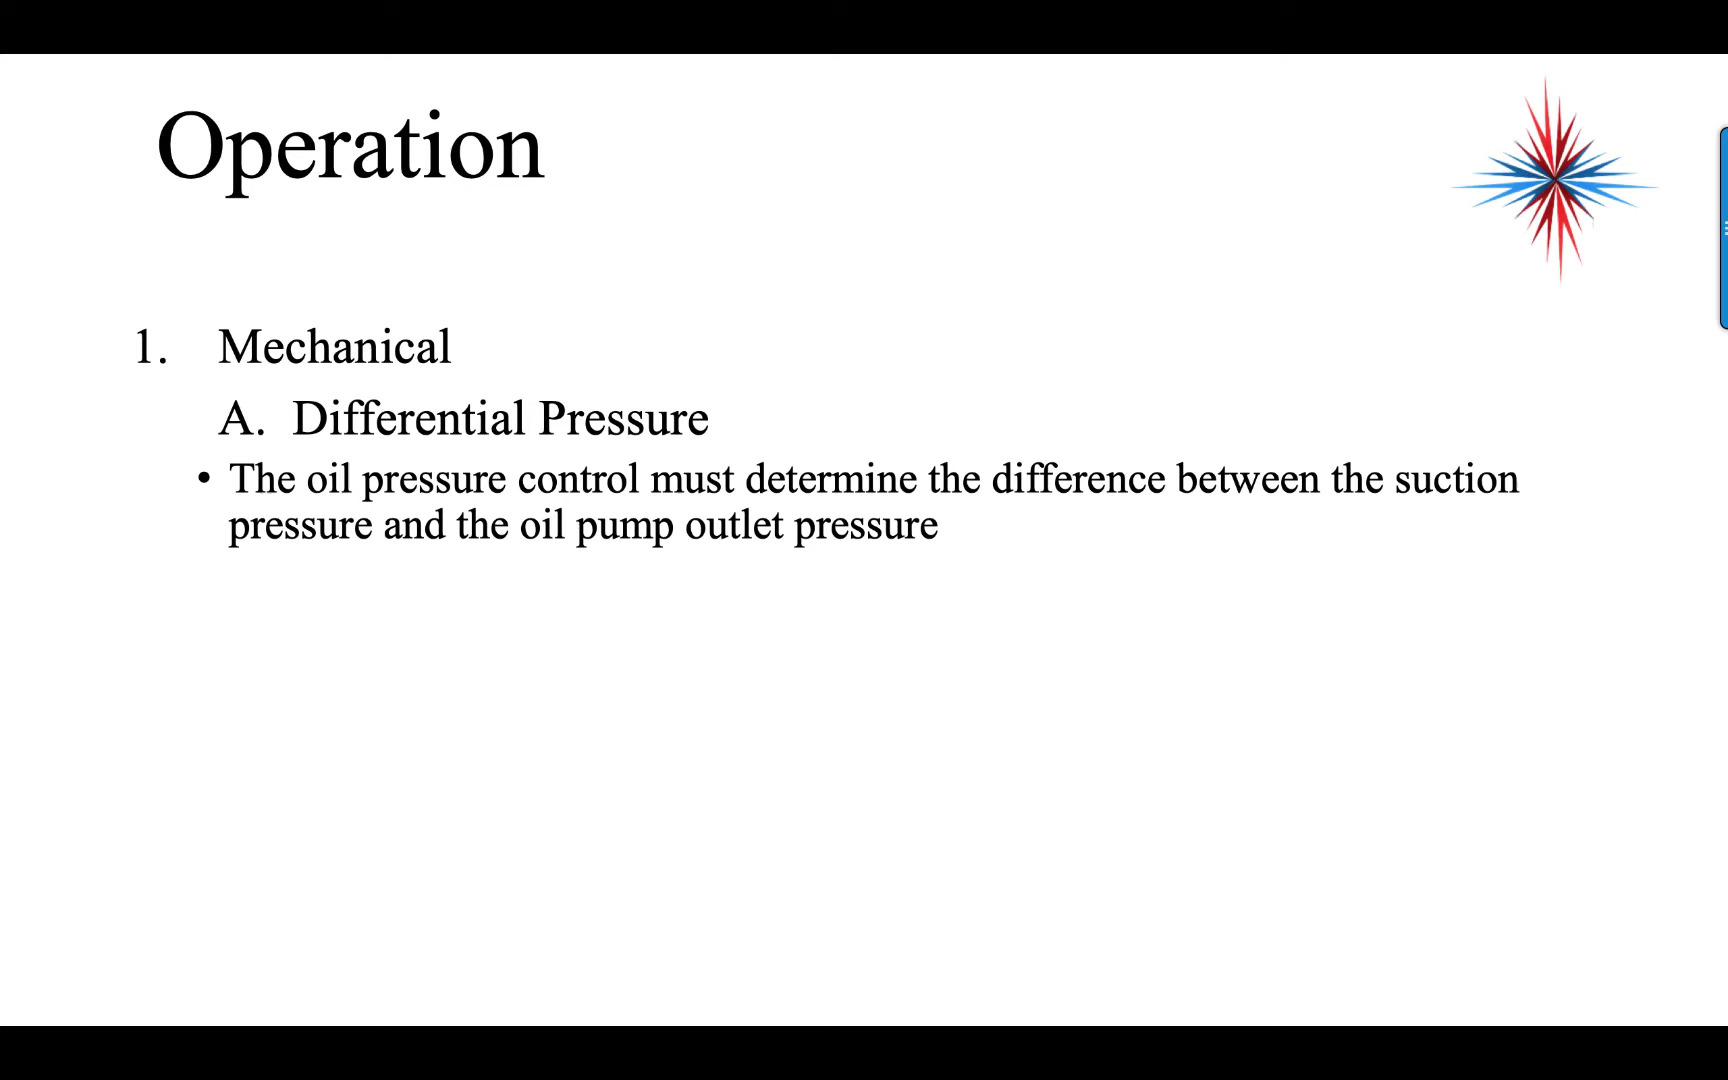 Operation
1. Mechanical
A. Differential Pressure
• The oil pressure control must determine the difference between the suction
pressure and the oil pump outlet pressure